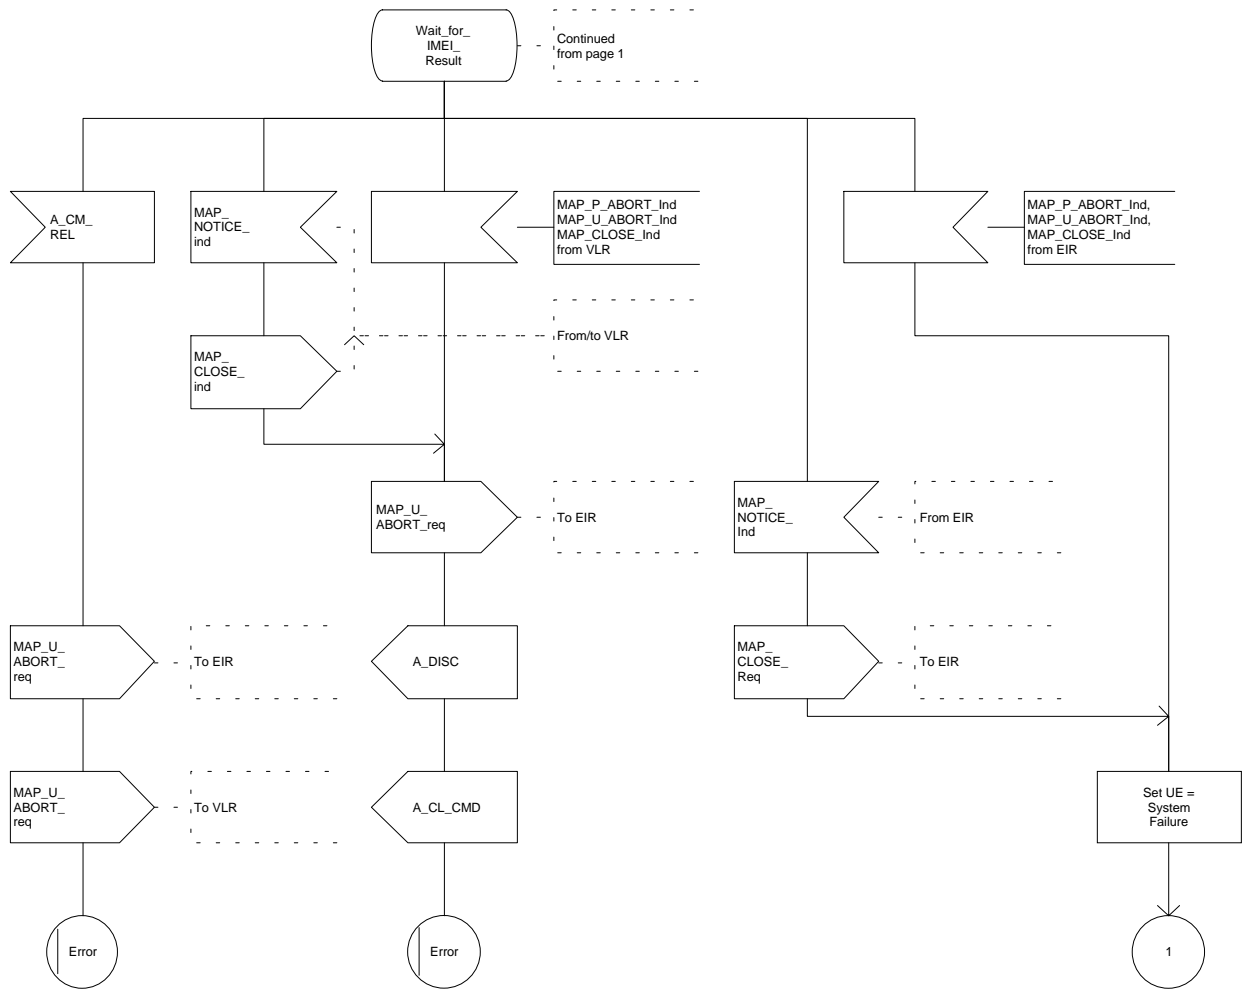 Wait_for_
IMEI_
Result
Continued
from page 1
A_CM_
REL
MAP_
NOTICE_
ind
MAP_P_ABORT_Ind
MAP_U_ABORT_Ind
MAP_CLOSE_Ind
from VLR
MAP_P_ABORT_Ind,
MAP_U_ABORT_Ind,
MAP_CLOSE_Ind
from EIR
MAP_
CLOSE_
ind
From/to VLR
MAP_U_
ABORT_req
To EIR
MAP_
NOTICE_
Ind
From EIR
MAP_U_
ABORT_
req
To EIR
A_DISC
MAP_
CLOSE_
Req
To EIR
MAP_U_
ABORT_
req
To VLR
A_CL_CMD
Set UE =
System
Failure
Error
Error
1